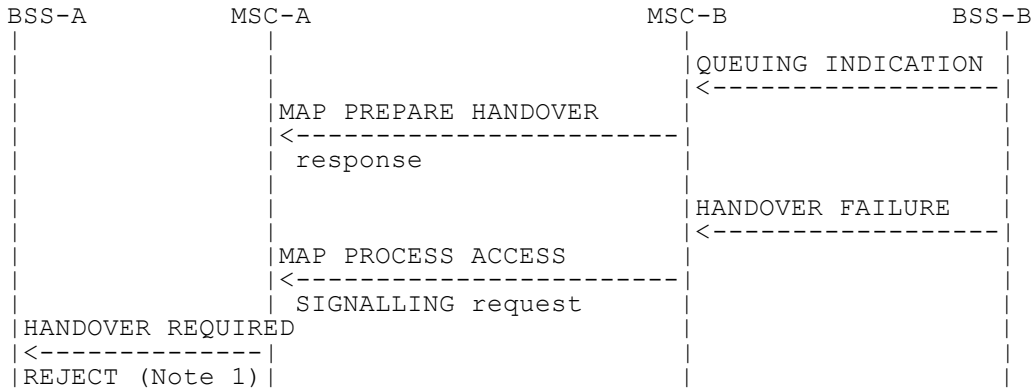 BSS-A MSC-A MSC-B BSS-B
QUEUING INDICATION
MAP PREPARE HANDOVER
response
HANDOVER FAILURE
MAP PROCESS ACCESS
SIGNALLING request
HANDOVER REQUIRED
REJECT (Note 1)